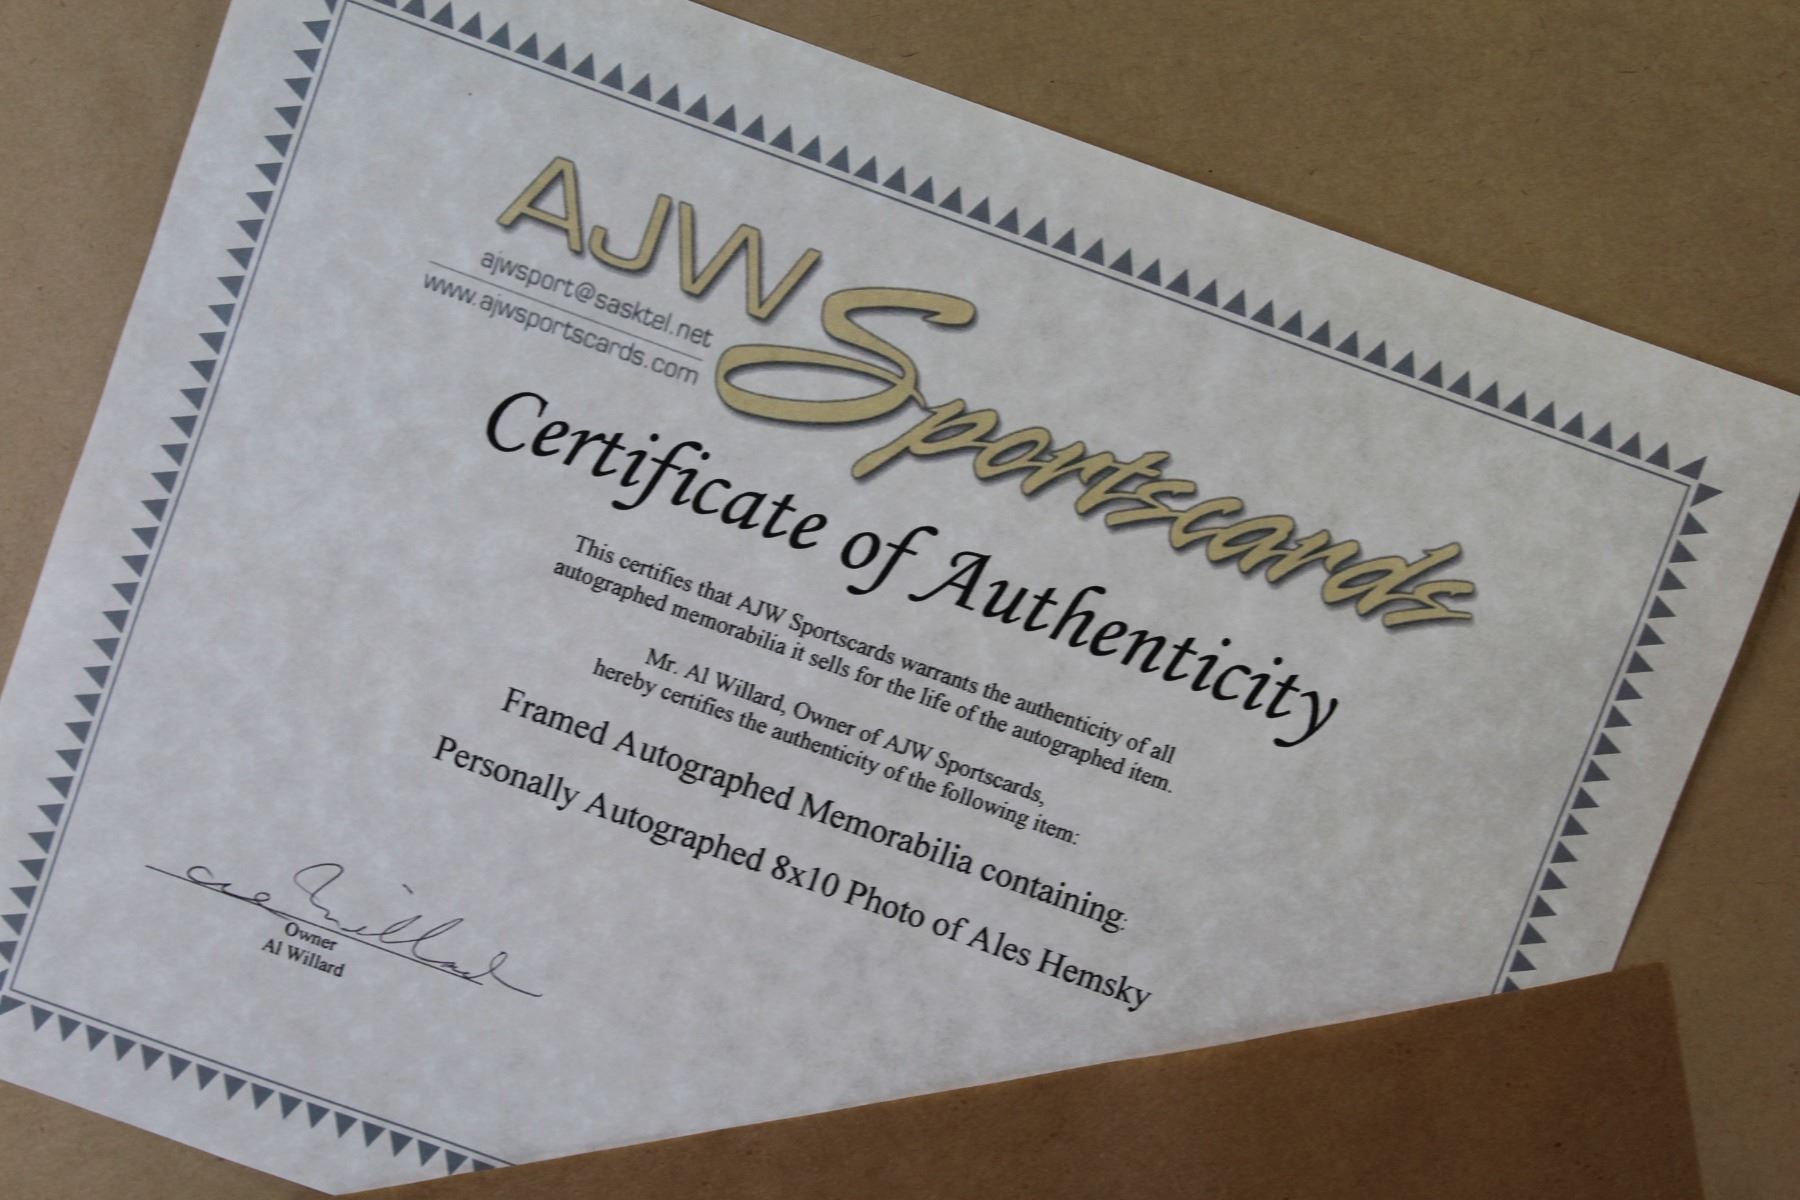 AJW Sportscards
ajwsport@sasktel.net
www.ajwsportscards.com
Certificate of Authenticity
This certifies that AJW Sportscards warrants the authenticity of all
autographed memorabilia it sells for the life of the autographed item.
Mr. Al Willard, Owner of AJW Sportscards,
hereby certifies the authenticity of the following item:
Framed Autographed Memorabilia containing:
Personally Autographed 8x10 Photo of Ales Hemsky
Owner
Al Willard